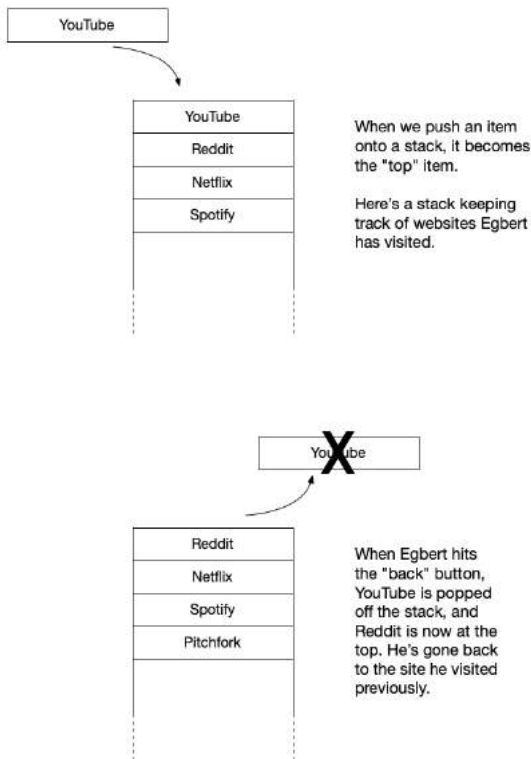 YouTube
YouTube
Reddit
Netflix
Spotify
When we push an item
onto a stack, it becomes
the "top" item.
Here's a stack keeping
track of websites Egbert
has visited.
YouTube
Reddit
Netflix
Spotify
Pitchfork
When Egbert hits
the "back" button,
YouTube is popped
off the stack, and
Reddit is now at the
top. He's gone back
to the site he visited
previously.